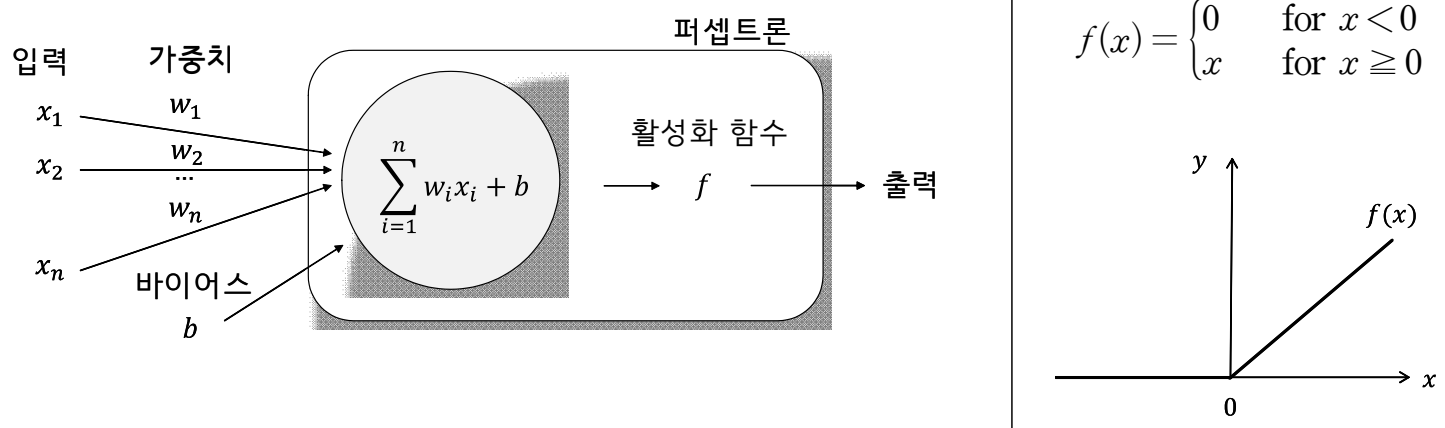 퍼셉트론
입력 가중치
x₁ w₁
x₂ w₂
...
wₙ
xₙ
바이어스
b
∑ⁿᵢ₌₁ wᵢxᵢ + b
활성화 함수
f
출력
f(x) = { 0 for x < 0
x for x ≧ 0
y
f(x)
x
0